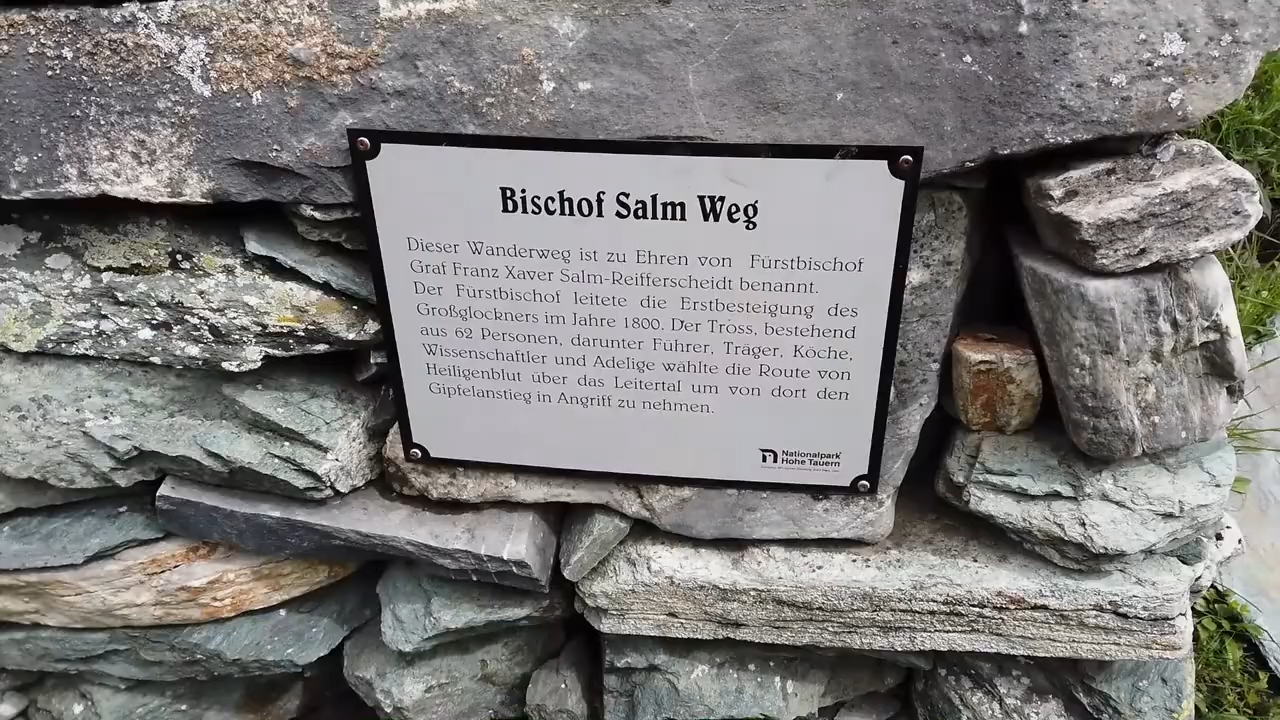 Bischof Salm Weg
Dieser Wanderweg ist zu Ehren von Fürstbischof
Graf Franz Xaver Salm-Reifferscheidt benannt.
Der Fürstbischof leitete die Erstbesteigung des
Großglockners im Jahre 1800. Der Tross, bestehend
aus 62 Personen, darunter Führer, Träger, Köche,
Wissenschaftler und Adelige wählte die Route von
Heiligenblut über das Leitertal um von dort den
Gipfelanstieg in Angriff zu nehmen.
Nationalpark
Hohe Tauern